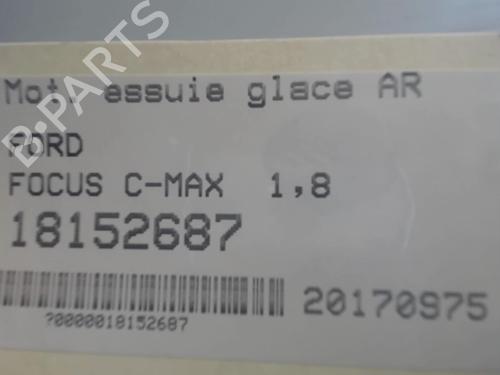 Mot. essuie glace AR
FORD
FOCUS C-MAX 1,8
18152687
20170975
?0000018152687
B-PARTS